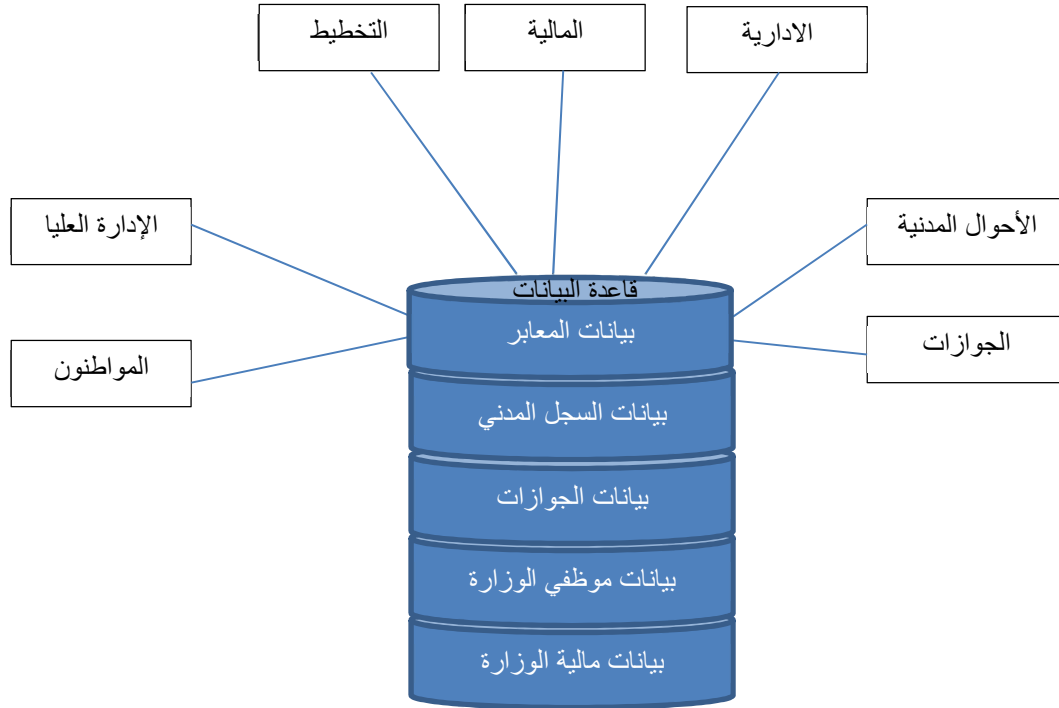 الادارية
المالية
التخطيط
الأحوال المدنية
الإدارة العليا
الجوازات
المواطنون
قاعدة البيانات
بيانات المعابر
بيانات السجل المدني
بيانات الجوازات
بيانات موظفي الوزارة
بيانات مالية الوزارة